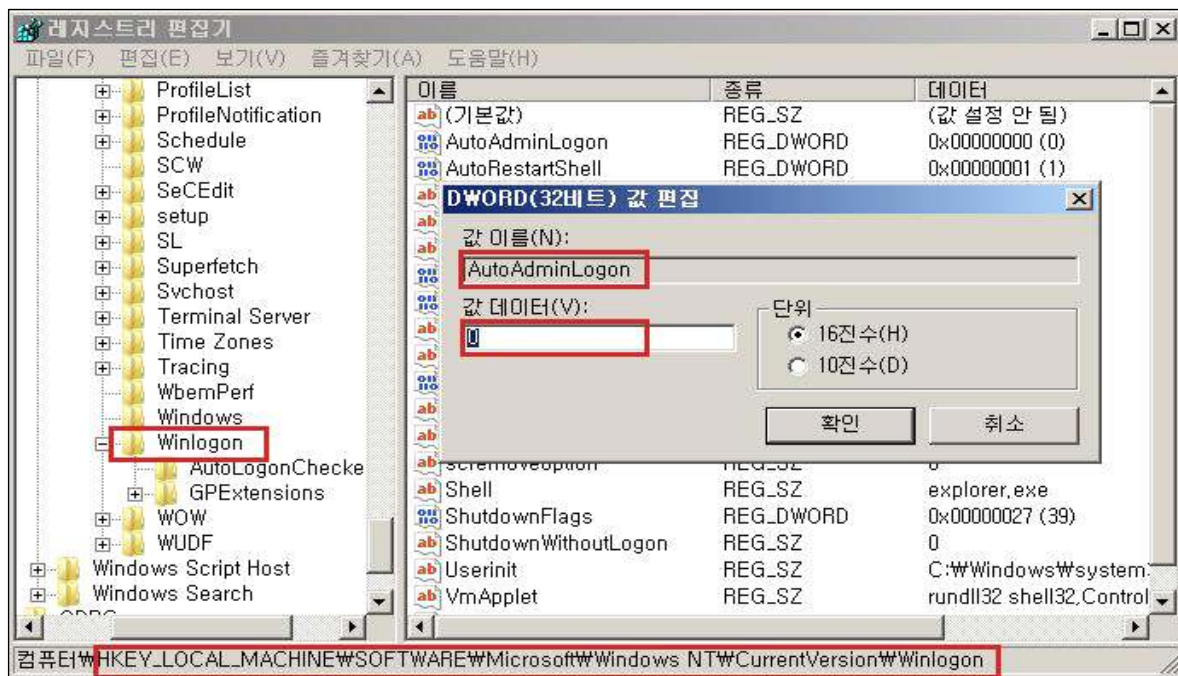 레지스트리 편집기
파일(F) 편집(E) 보기(V) 즐겨찾기(A) 도움말(H)
ProfileList
ProfileNotification
Schedule
SCW
SeCEdit
setup
SL
Superfetch
Svchost
Terminal Server
Time Zones
Tracing
WbemPerf
Windows
Winlogon
AutoLogonChecke
GPExtensions
WOW
WUDF
Windows Script Host
Windows Search
이름 종류 데이터
(기본값) REG_SZ (값 설정 안 됨)
AutoAdminLogon REG_DWORD 0x00000000 (0)
AutoRestartShell REG_DWORD 0x00000001 (1)
DWORD(32비트) 값 편집
값 이름(N):
AutoAdminLogon
값 데이터(V):
0
단위
16진수(H)
10진수(D)
확인 취소
scremoveoption REG_SZ 0
Shell REG_SZ explorer.exe
ShutdownFlags REG_DWORD 0x00000027 (39)
ShutdownWithoutLogon REG_SZ 0
Userinit REG_SZ C:₩Windows₩system
VmApplet REG_SZ rundll32 shell32,Control
컴퓨터₩HKEY_LOCAL_MACHINE₩SOFTWARE₩Microsoft₩Windows NT₩CurrentVersion₩Winlogon